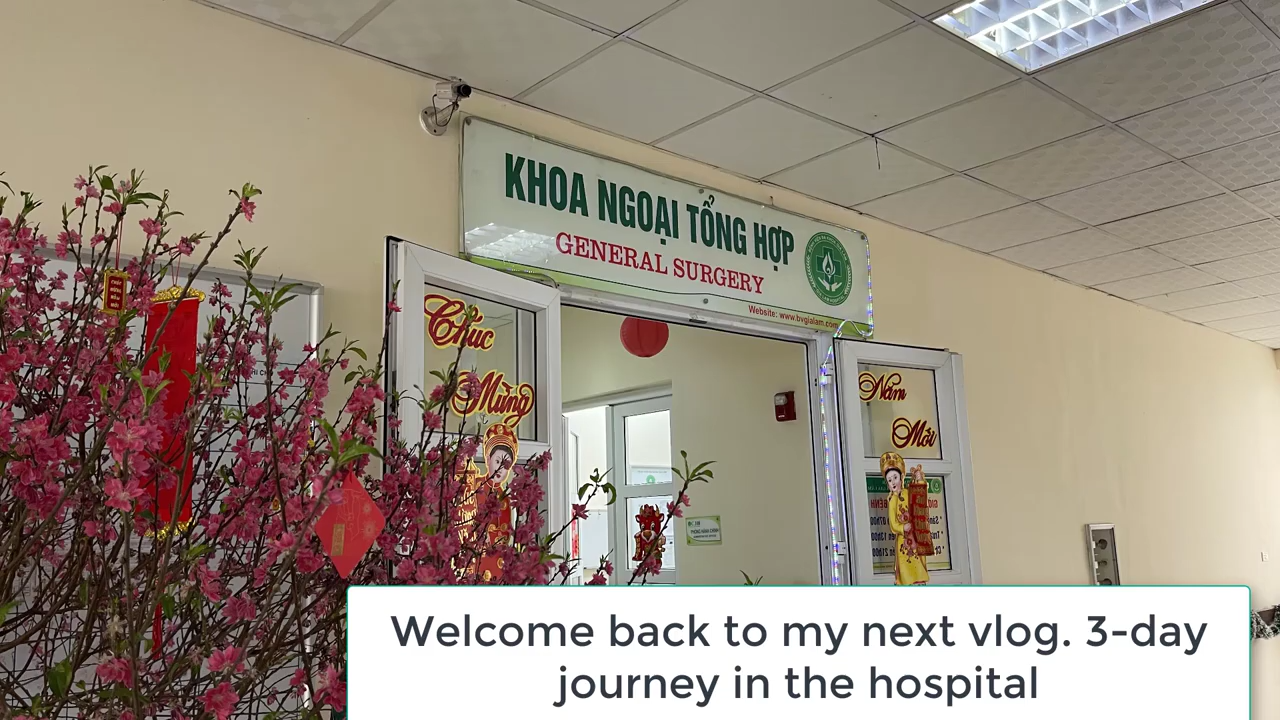 KHOA NGOẠI TỔNG HỢP
GENERAL SURGERY
Website: www.bvgialam.com
Chúc
Mừng
Năm
Mới
Welcome back to my next vlog. 3-day
journey in the hospital